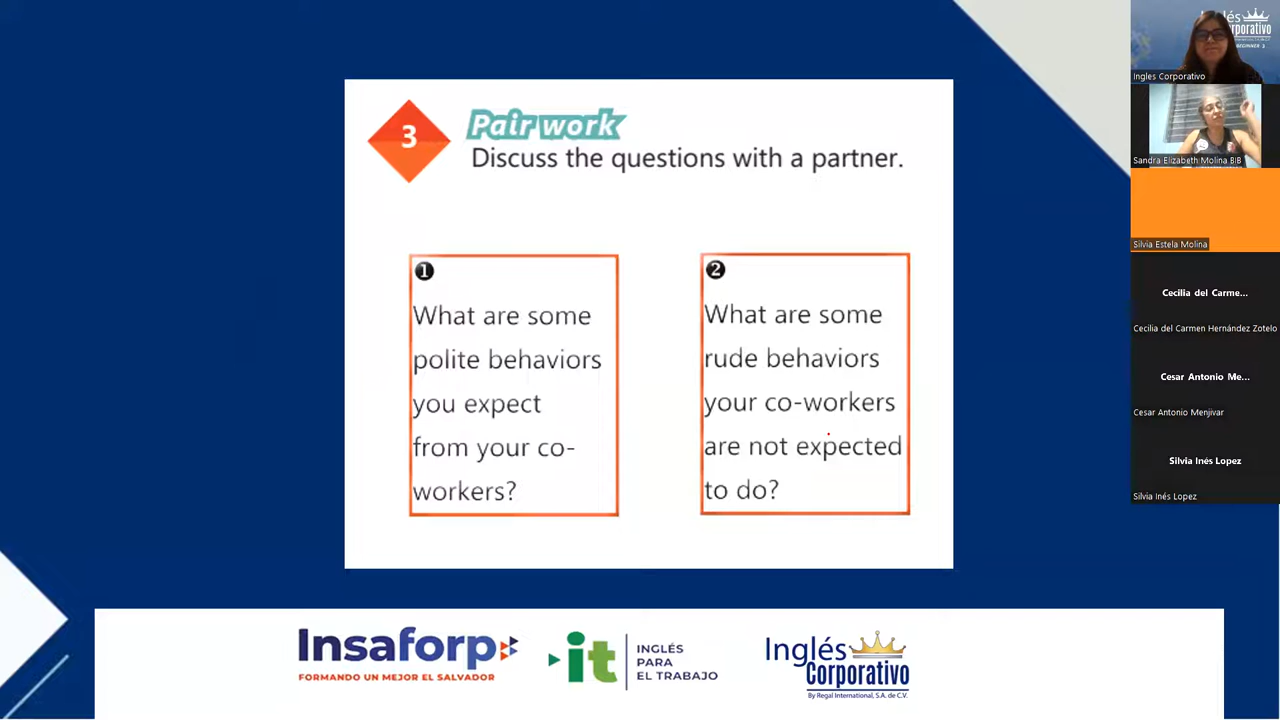 3
Pair work
Discuss the questions with a partner.
❶
What are some
polite behaviors
you expect
from your co-
workers?
❷
What are some
rude behaviors
your co-workers
are not expected
to do?
Insaforp
FORMANDO UN MEJOR EL SALVADOR
it
INGLÉS
PARA
EL TRABAJO
Inglés
Corporativo
By Regal International, S.A. de C.V.
Inglés
Corporativo
BEGINNER 2
Ingles Corporativo
Sandra Elizabeth Molina BIB
Silvia Estela Molina
Cecilia del Carme...
Cecilia del Carmen Hernández Zotelo
Cesar Antonio Me...
Cesar Antonio Menjivar
Silvia Inés Lopez
Silvia Inés Lopez